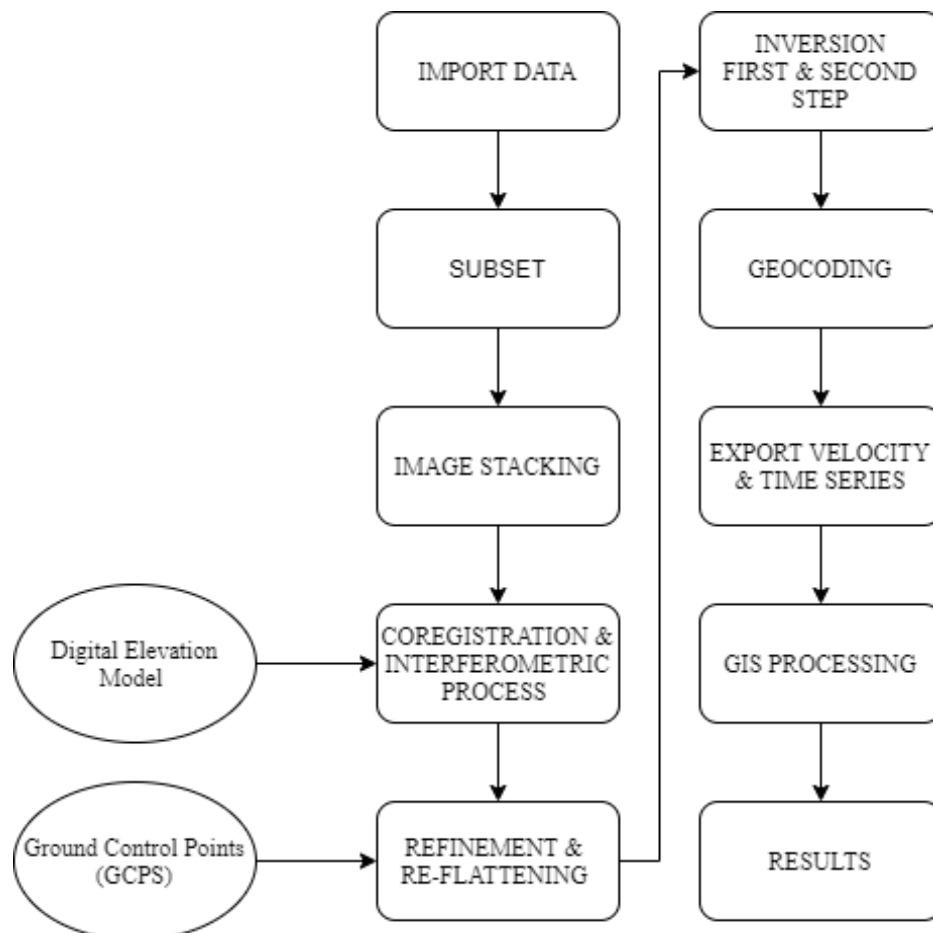 IMPORT DATA
SUBSET
IMAGE STACKING
Digital Elevation
Model
COREGISTRATION &
INTERFEROMETRIC
PROCESS
Ground Control Points
(GCPS)
REFINEMENT &
RE-FLATTENING
INVERSION
FIRST & SECOND
STEP
GEOCODING
EXPORT VELOCITY
& TIME SERIES
GIS PROCESSING
RESULTS